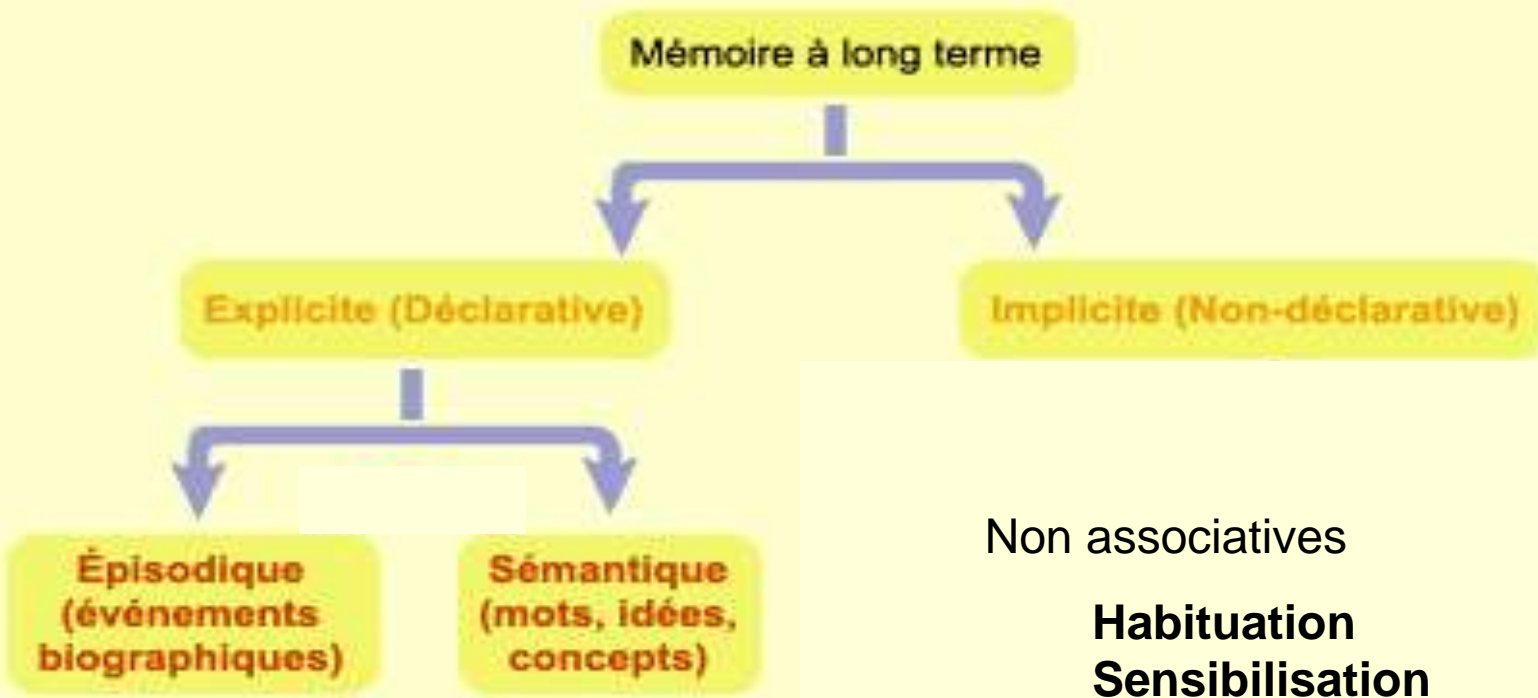 Mémoire à long terme
Explicite (Déclarative)
Implicite (Non-déclarative)
Épisodique
(événements
biographiques)
Sémantique
(mots, idées,
concepts)
Non associatives
Habituation
Sensibilisation